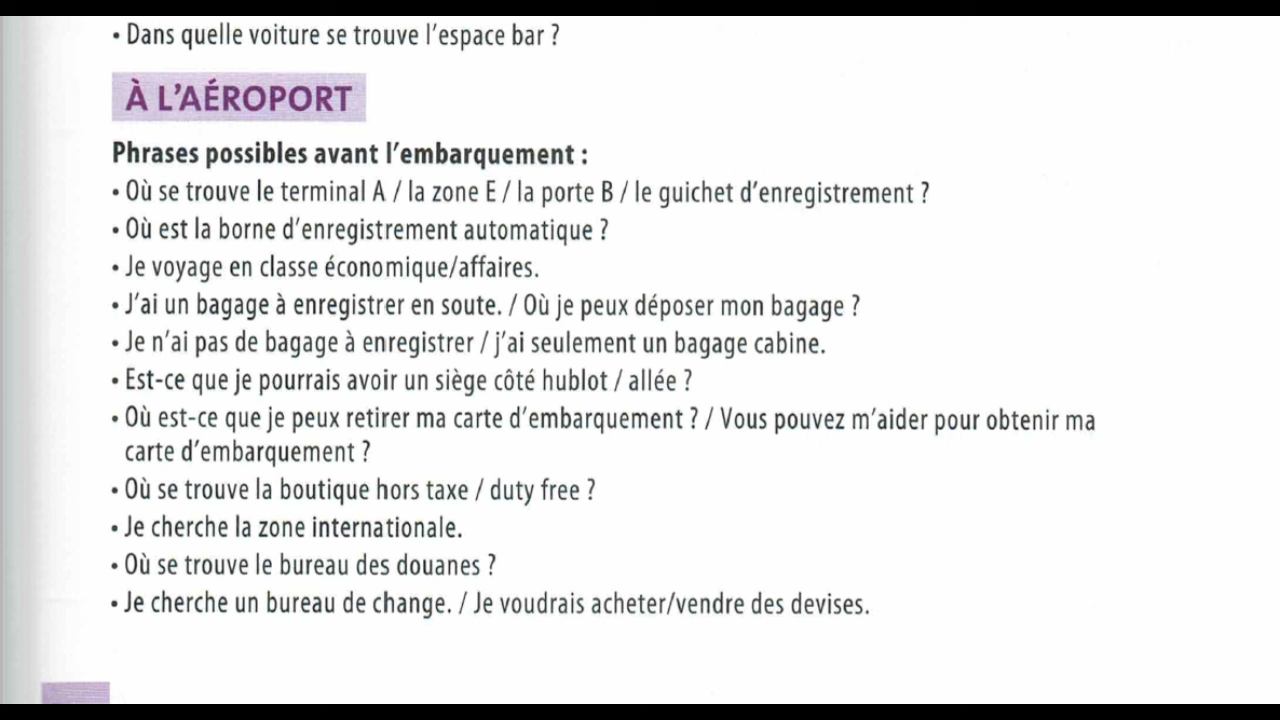 • Dans quelle voiture se trouve l'espace bar ?
À L'AÉROPORT
Phrases possibles avant l'embarquement :
• Où se trouve le terminal A / la zone E / la porte B / le guichet d'enregistrement ?
• Où est la borne d'enregistrement automatique ?
• Je voyage en classe économique/affaires.
• J'ai un bagage à enregistrer en soute. / Où je peux déposer mon bagage ?
• Je n'ai pas de bagage à enregistrer / j'ai seulement un bagage cabine.
• Est-ce que je pourrais avoir un siège côté hublot / allée ?
• Où est-ce que je peux retirer ma carte d'embarquement ? / Vous pouvez m'aider pour obtenir ma
carte d'embarquement ?
• Où se trouve la boutique hors taxe / duty free ?
• Je cherche la zone internationale.
• Où se trouve le bureau des douanes ?
• Je cherche un bureau de change. / Je voudrais acheter/vendre des devises.